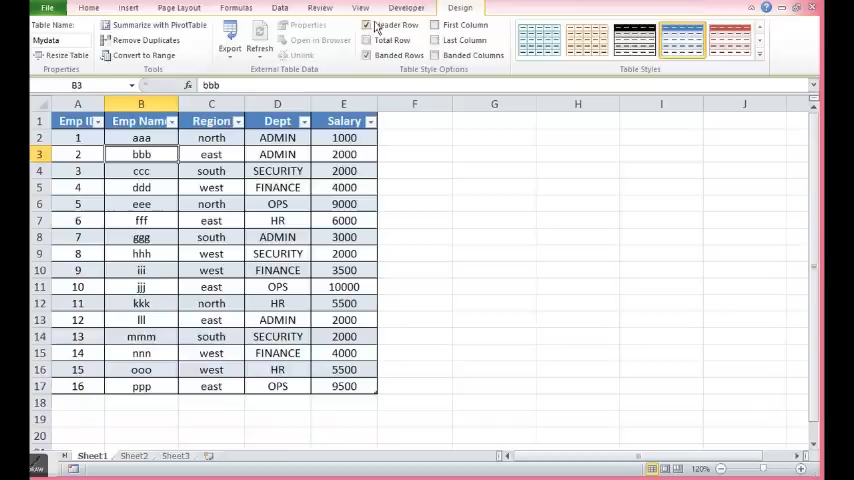 File Home Insert Page Layout Formulas Data Review View Developer Design
Table Name: Summarize with PivotTable Properties Header Row First Column
Mydata Remove Duplicates Export Refresh Open in Browser Total Row Last Column
Resize Table Convert to Range Unlink Banded Rows Banded Columns
Properties Tools External Table Data Table Style Options Table Styles
B3 fx bbb
A B C D E F G H I J
1 Emp ID Emp Name Region Dept Salary
2 1 aaa north ADMIN 1000
3 2 bbb east ADMIN 2000
4 3 ccc south SECURITY 2000
5 4 ddd west FINANCE 4000
6 5 eee north OPS 9000
7 6 fff east HR 6000
8 7 ggg south ADMIN 3000
9 8 hhh west SECURITY 2000
10 9 iii west FINANCE 3500
11 10 jjj east OPS 10000
12 11 kkk north HR 5500
13 12 lll east ADMIN 2000
14 13 mmm south SECURITY 2000
15 14 nnn west FINANCE 4000
16 15 ooo west HR 5500
17 16 ppp east OPS 9500
18
19
20
Sheet1 Sheet2 Sheet3
DRAW 120%